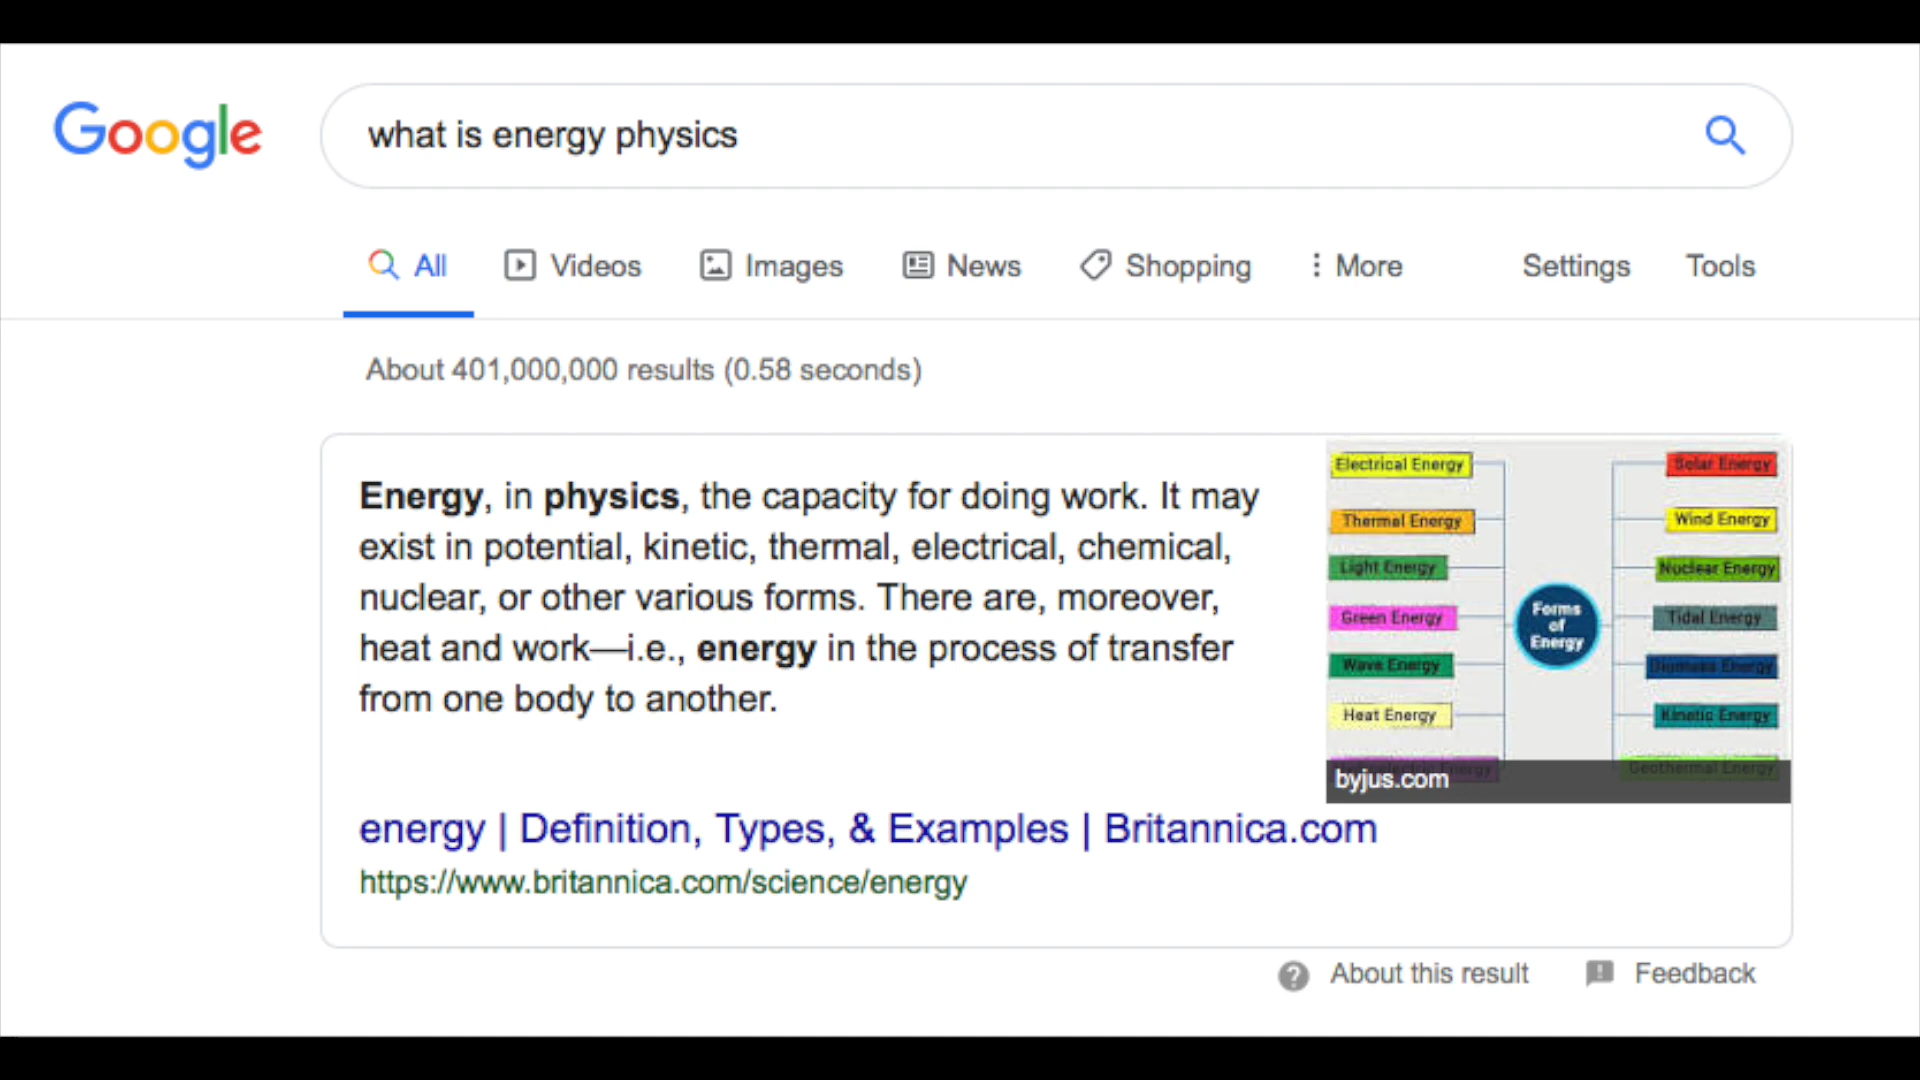 Google
what is energy physics
All Videos Images News Shopping More Settings Tools
About 401,000,000 results (0.58 seconds)
Energy, in physics, the capacity for doing work. It may
exist in potential, kinetic, thermal, electrical, chemical,
nuclear, or other various forms. There are, moreover,
heat and work—i.e., energy in the process of transfer
from one body to another.
Electrical Energy
Thermal Energy
Light Energy
Green Energy
Wave Energy
Heat Energy
Energy
Forms
of
Energy
Solar Energy
Wind Energy
Nuclear Energy
Tidal Energy
Biomass Energy
Kinetic Energy
Geothermal Energy
byjus.com
energy | Definition, Types, & Examples | Britannica.com
https://www.britannica.com/science/energy
About this result Feedback